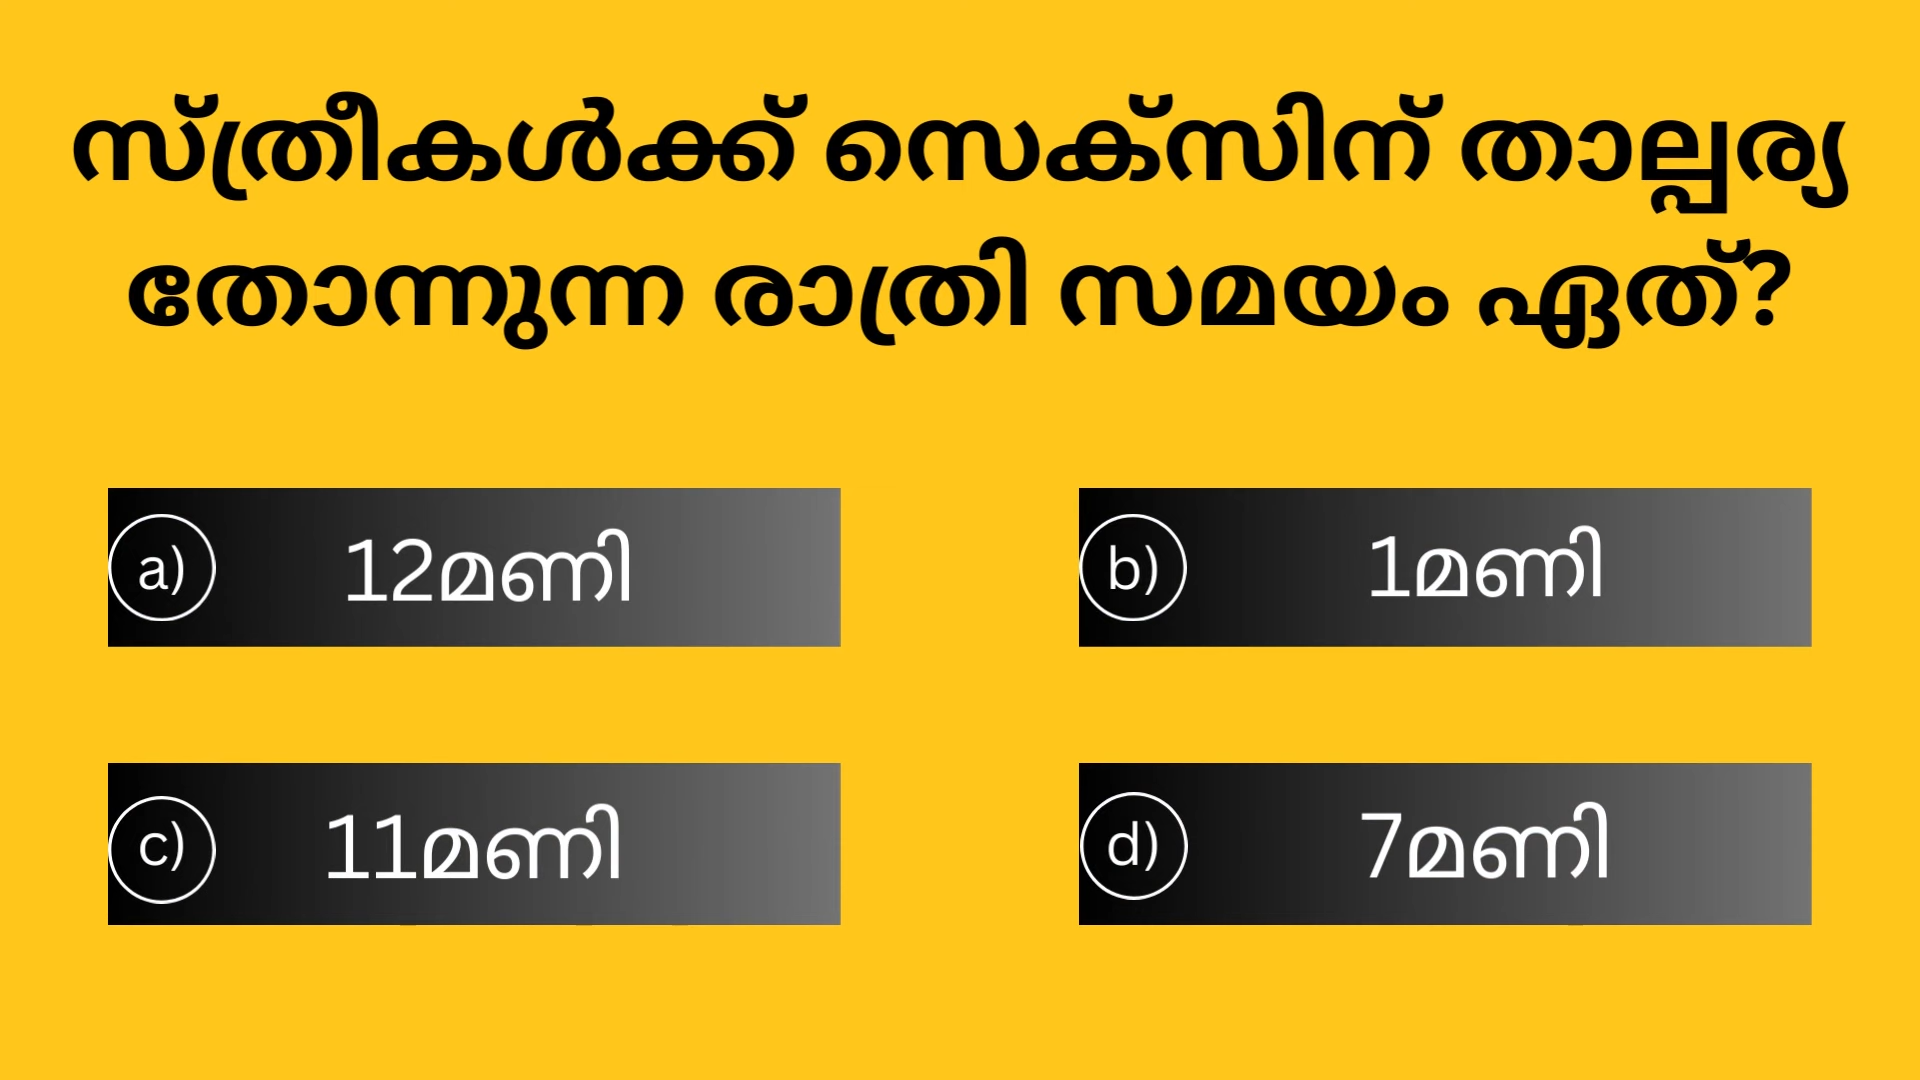 സ്ത്രീകൾക്ക് സെക്സിന് താല്പര്യ
തോന്നുന്ന രാത്രി സമയം ഏത്?
a) 12മണി
b) 1മണി
c) 11മണി
d) 7മണി